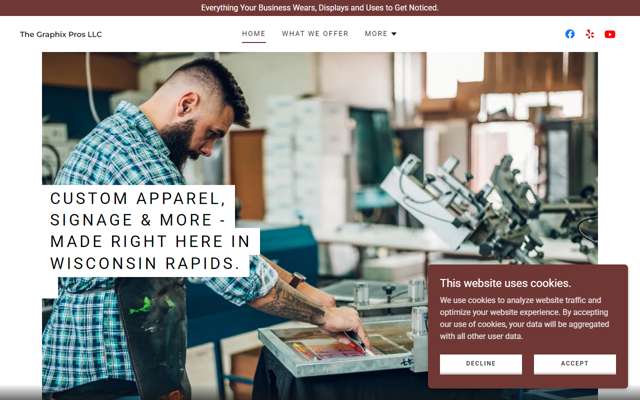 Everything Your Business Wears, Displays and Uses to Get Noticed.
The Graphix Pros LLC
HOME
WHAT WE OFFER
MORE
CUSTOM APPAREL,
SIGNAGE & MORE -
MADE RIGHT HERE IN
WISCONSIN RAPIDS.
This website uses cookies.
We use cookies to analyze website traffic and
optimize your website experience. By accepting
our use of cookies, your data will be aggregated
with all other user data.
DECLINE
ACCEPT